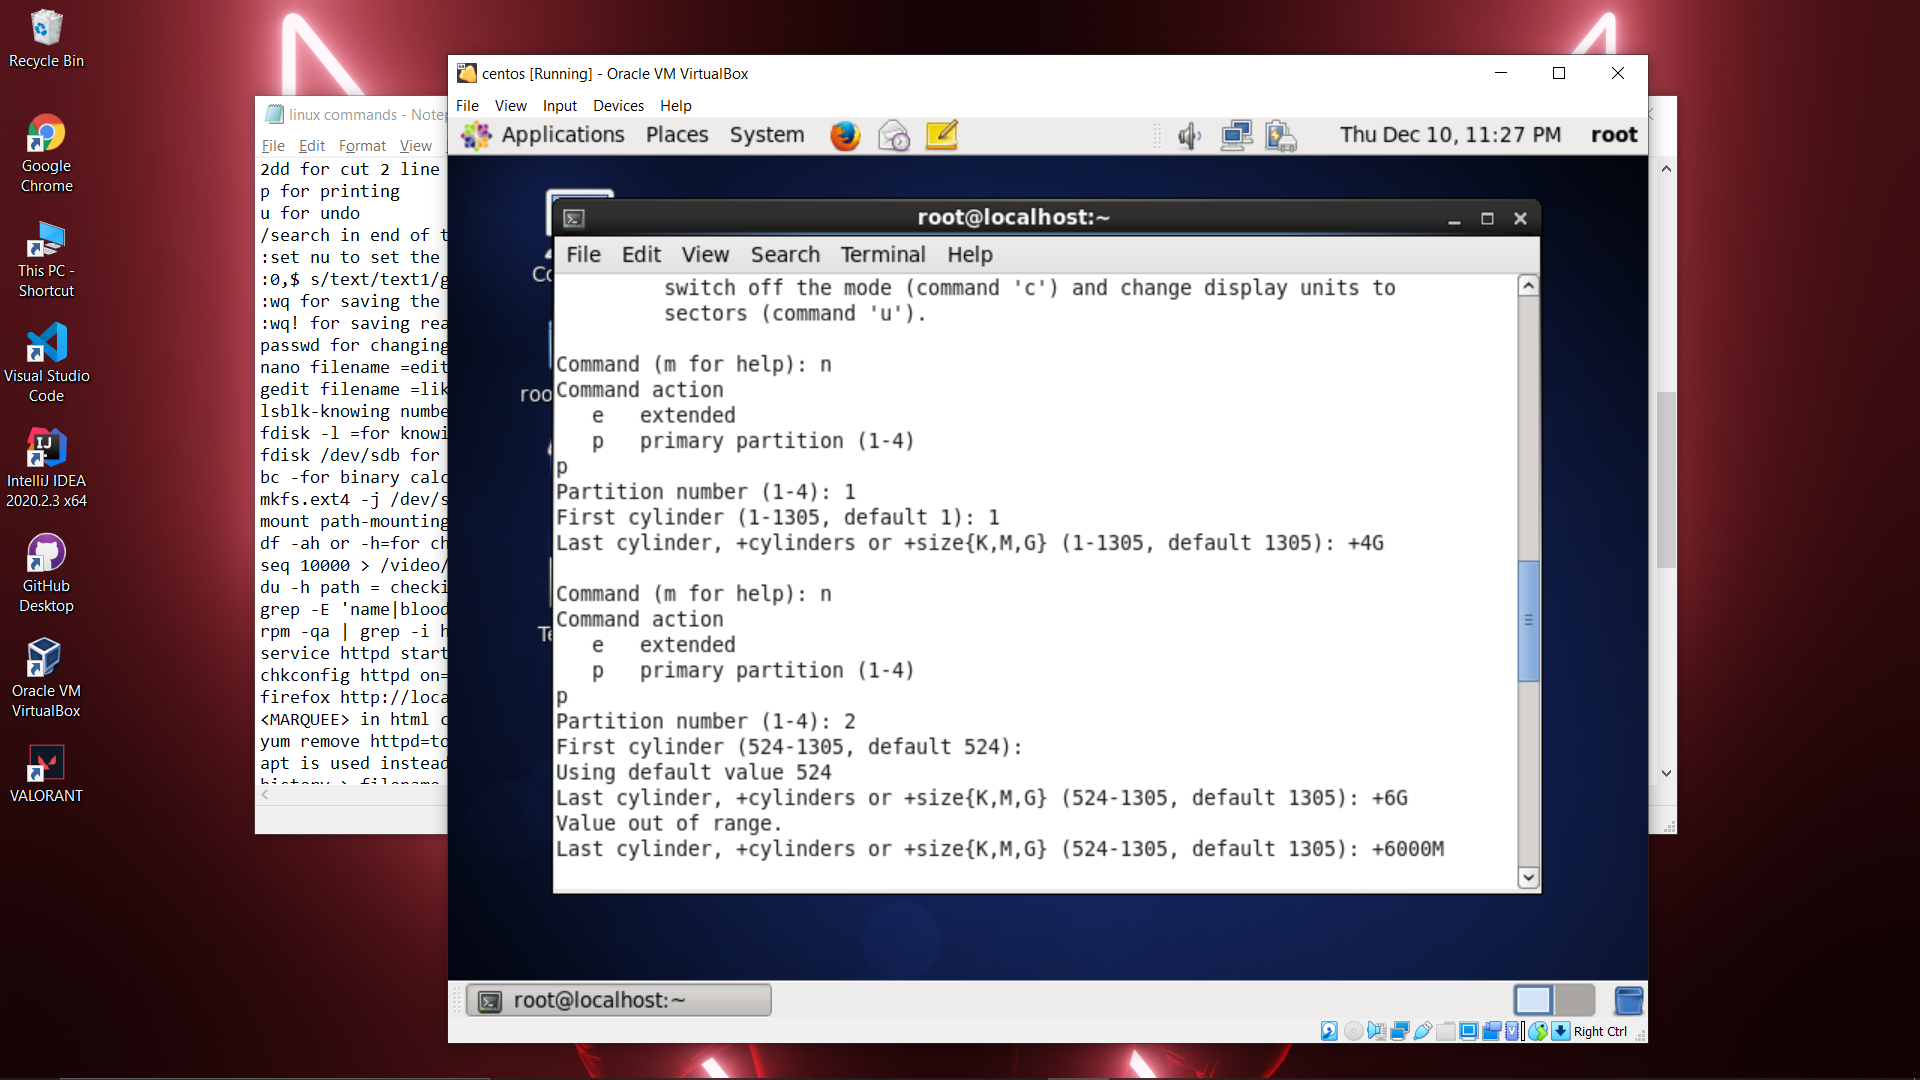 Recycle Bin
Google
Chrome
This PC -
Shortcut
Visual Studio
Code
IntelliJ IDEA
2020.2.3 x64
GitHub
Desktop
Oracle VM
VirtualBox
VALORANT
linux commands - Notep
File Edit Format View
2dd for cut 2 line
p for printing
u for undo
/search in end of t
:set nu to set the
:0,$ s/text/text1/g
:wq for saving the
:wq! for saving rea
passwd for changing
nano filename =edit
gedit filename =lik
lsblk-knowing numbe
fdisk -l =for knowi
fdisk /dev/sdb for
bc -for binary calc
mkfs.ext4 -j /dev/s
mount path-mounting
df -ah or -h=for ch
seq 10000 > /video/
du -h path = checki
grep -E 'name|blood
rpm -qa | grep -i h
service httpd start
chkconfig httpd on=
firefox http://loca
<MARQUEE> in html c
yum remove httpd=to
apt is used instead
history > filename
centos [Running] - Oracle VM VirtualBox
File View Input Devices Help
Applications Places System Thu Dec 10, 11:27 PM root
Co
roo
Te
root@localhost:~
File Edit View Search Terminal Help
switch off the mode (command 'c') and change display units to
sectors (command 'u').
Command (m for help): n
Command action
e extended
p primary partition (1-4)
p
Partition number (1-4): 1
First cylinder (1-1305, default 1): 1
Last cylinder, +cylinders or +size{K,M,G} (1-1305, default 1305): +4G
Command (m for help): n
Command action
e extended
p primary partition (1-4)
p
Partition number (1-4): 2
First cylinder (524-1305, default 524):
Using default value 524
Last cylinder, +cylinders or +size{K,M,G} (524-1305, default 1305): +6G
Value out of range.
Last cylinder, +cylinders or +size{K,M,G} (524-1305, default 1305): +6000M
root@localhost:~
Right Ctrl